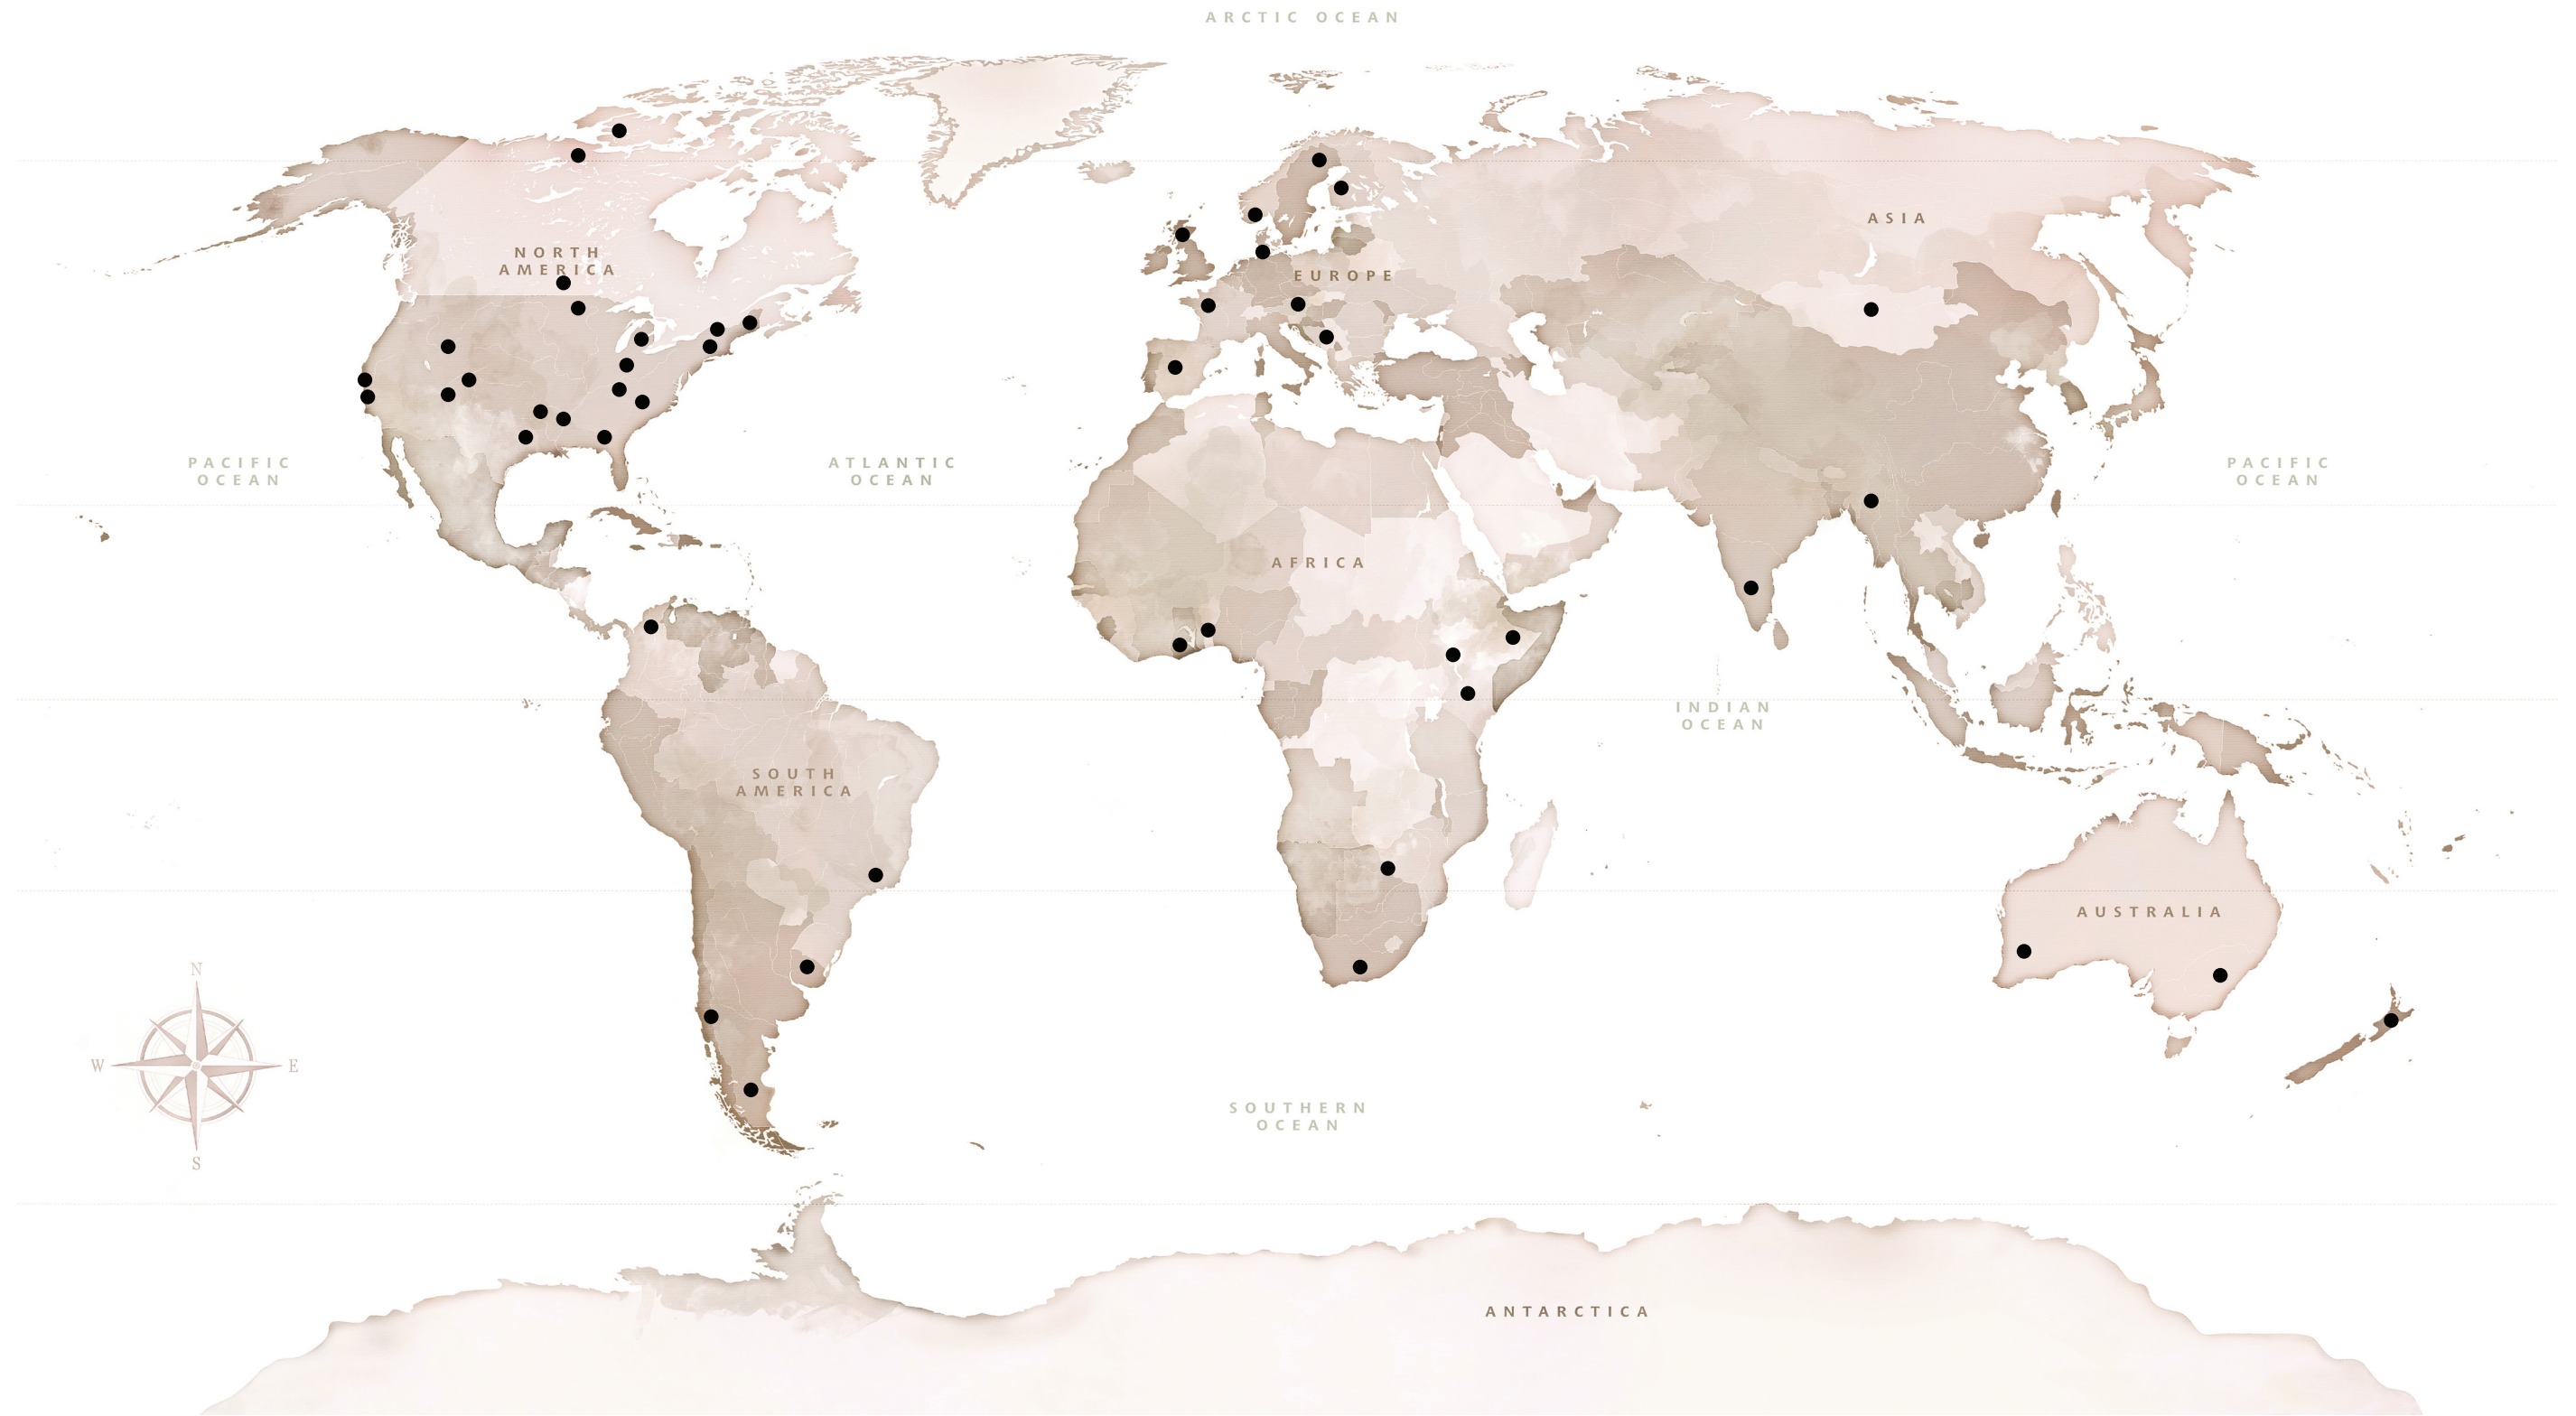 ARCTIC OCEAN
NORTH
AMERICA
ASIA
EUROPE
PACIFIC
OCEAN
ATLANTIC
OCEAN
PACIFIC
OCEAN
AFRICA
INDIAN
OCEAN
SOUTH
AMERICA
AUSTRALIA
N
W
E
S
SOUTHERN
OCEAN
ANTARCTICA